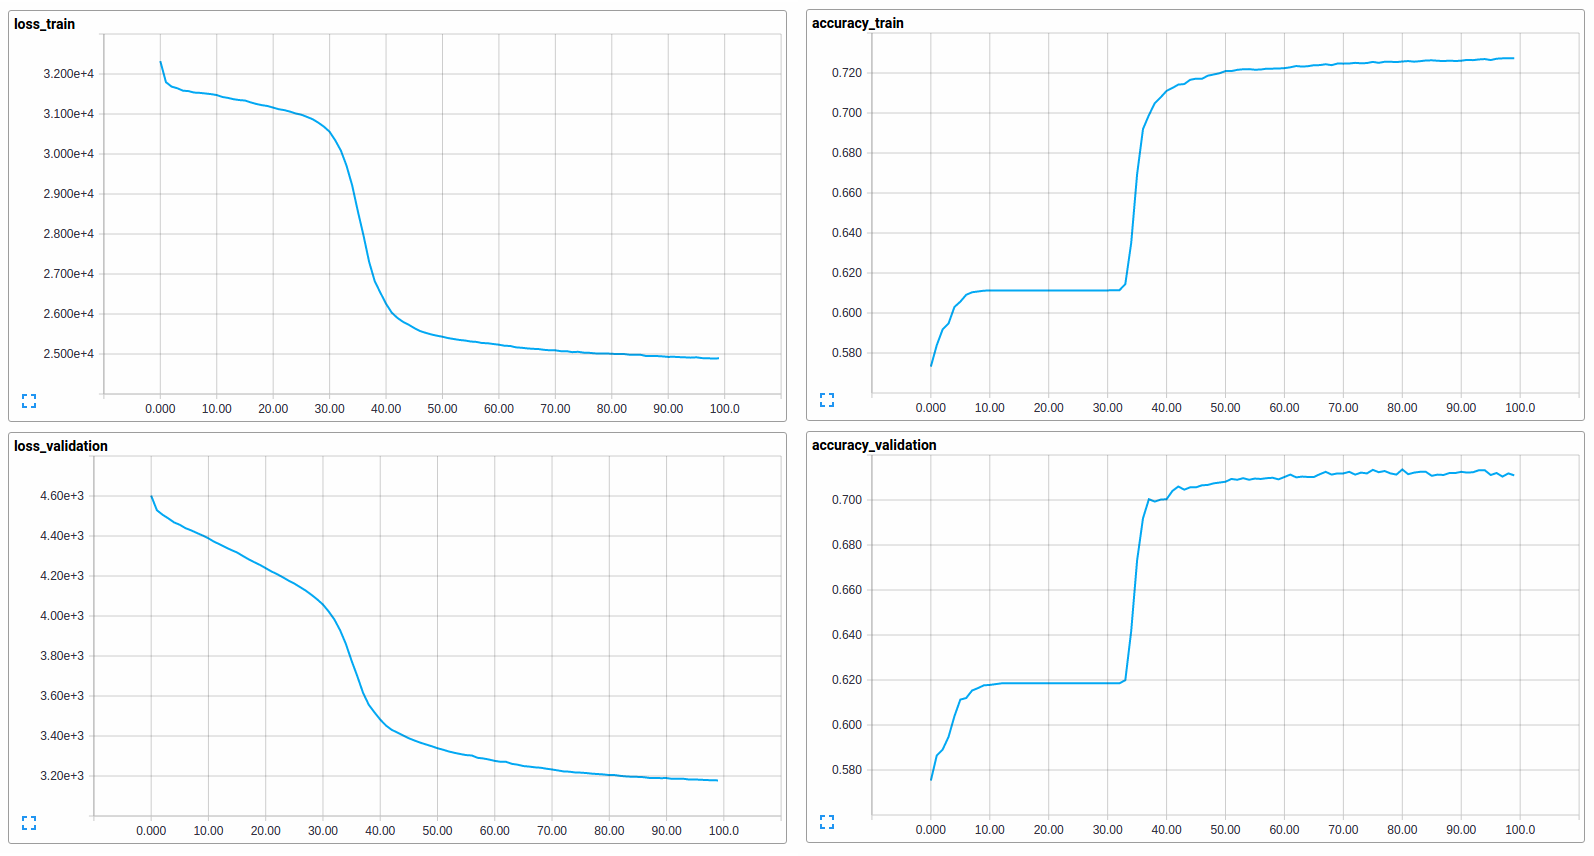 loss_train
3.200e+4
3.100e+4
3.000e+4
2.900e+4
2.800e+4
2.700e+4
2.600e+4
2.500e+4
0.000 10.00 20.00 30.00 40.00 50.00 60.00 70.00 80.00 90.00 100.0
accuracy_train
0.720
0.700
0.680
0.660
0.640
0.620
0.600
0.580
0.000 10.00 20.00 30.00 40.00 50.00 60.00 70.00 80.00 90.00 100.0
loss_validation
4.60e+3
4.40e+3
4.20e+3
4.00e+3
3.80e+3
3.60e+3
3.40e+3
3.20e+3
0.000 10.00 20.00 30.00 40.00 50.00 60.00 70.00 80.00 90.00 100.0
accuracy_validation
0.700
0.680
0.660
0.640
0.620
0.600
0.580
0.000 10.00 20.00 30.00 40.00 50.00 60.00 70.00 80.00 90.00 100.0